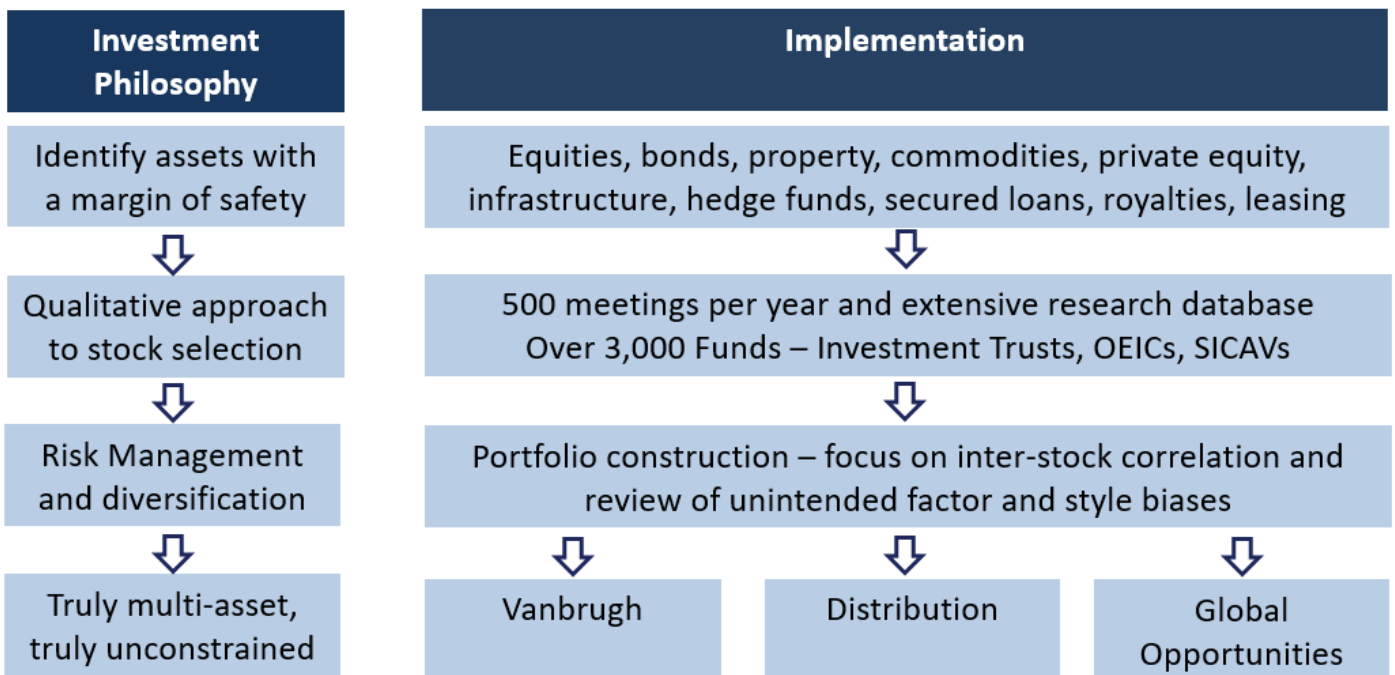 Investment
Philosophy
Implementation
Identify assets with
a margin of safety
Equities, bonds, property, commodities, private equity,
infrastructure, hedge funds, secured loans, royalties, leasing
Qualitative approach
to stock selection
500 meetings per year and extensive research database
Over 3,000 Funds – Investment Trusts, OEICs, SICAVs
Risk Management
and diversification
Portfolio construction – focus on inter-stock correlation and
review of unintended factor and style biases
Truly multi-asset,
truly unconstrained
Vanbrugh
Distribution
Global
Opportunities